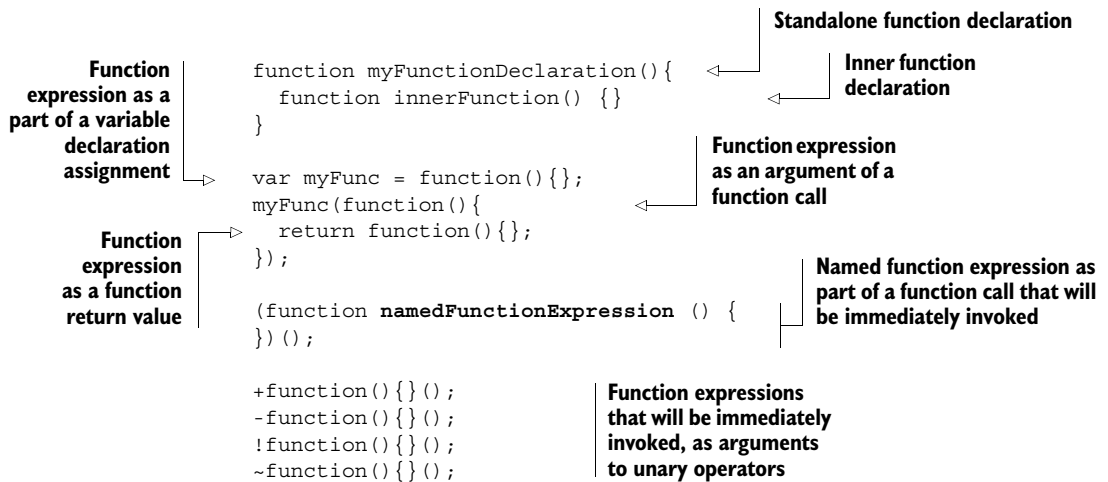 Standalone function declaration
Function
expression as a
part of a variable
declaration
assignment
function myFunctionDeclaration(){
  function innerFunction() {}
}
Inner function
declaration
var myFunc = function(){};
myFunc(function(){
  return function(){};
});
Function expression
as an argument of a
function call
Function
expression
as a function
return value
(function namedFunctionExpression () {
})();
Named function expression as
part of a function call that will
be immediately invoked
+function(){}();
-function(){}();
!function(){}();
~function(){}();
Function expressions
that will be immediately
invoked, as arguments
to unary operators